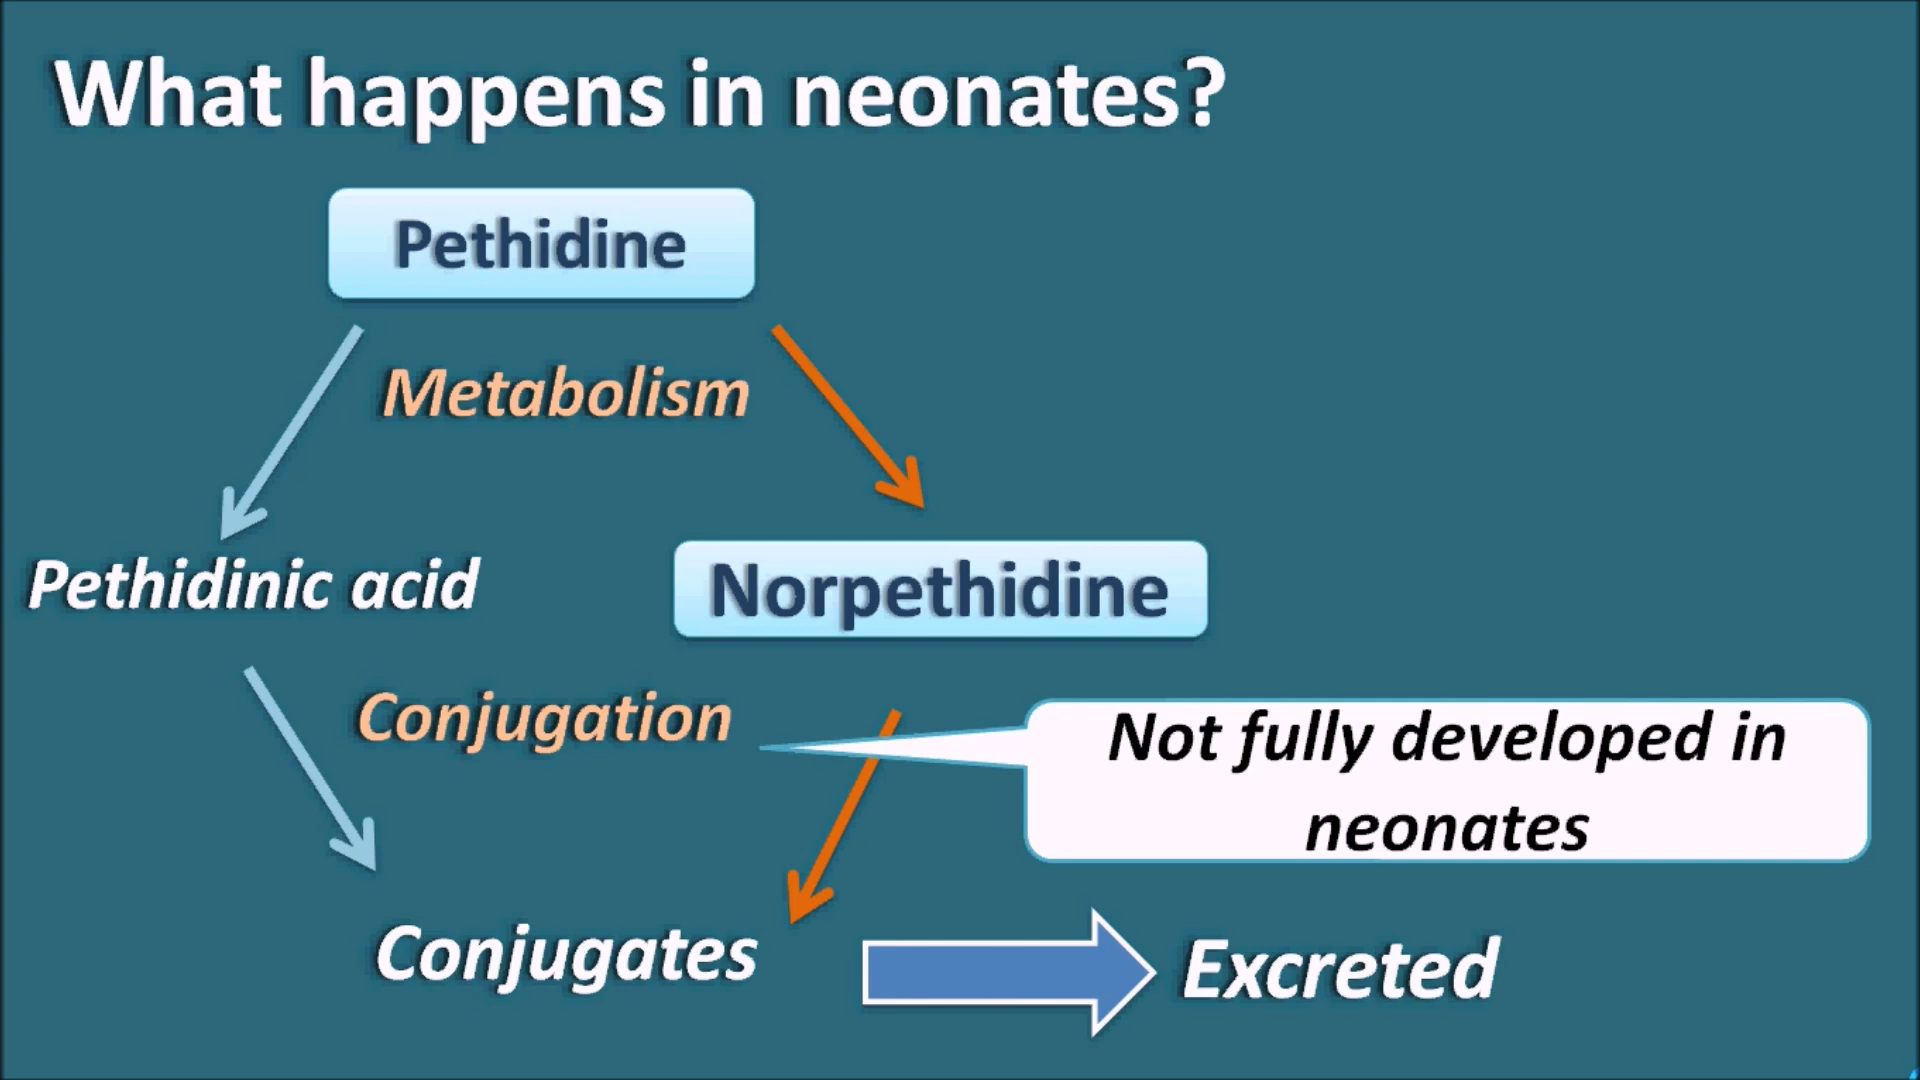 What happens in neonates?
Pethidine
Metabolism
Pethidinic acid
Norpethidine
Conjugation
Not fully developed in
neonates
Conjugates
Excreted